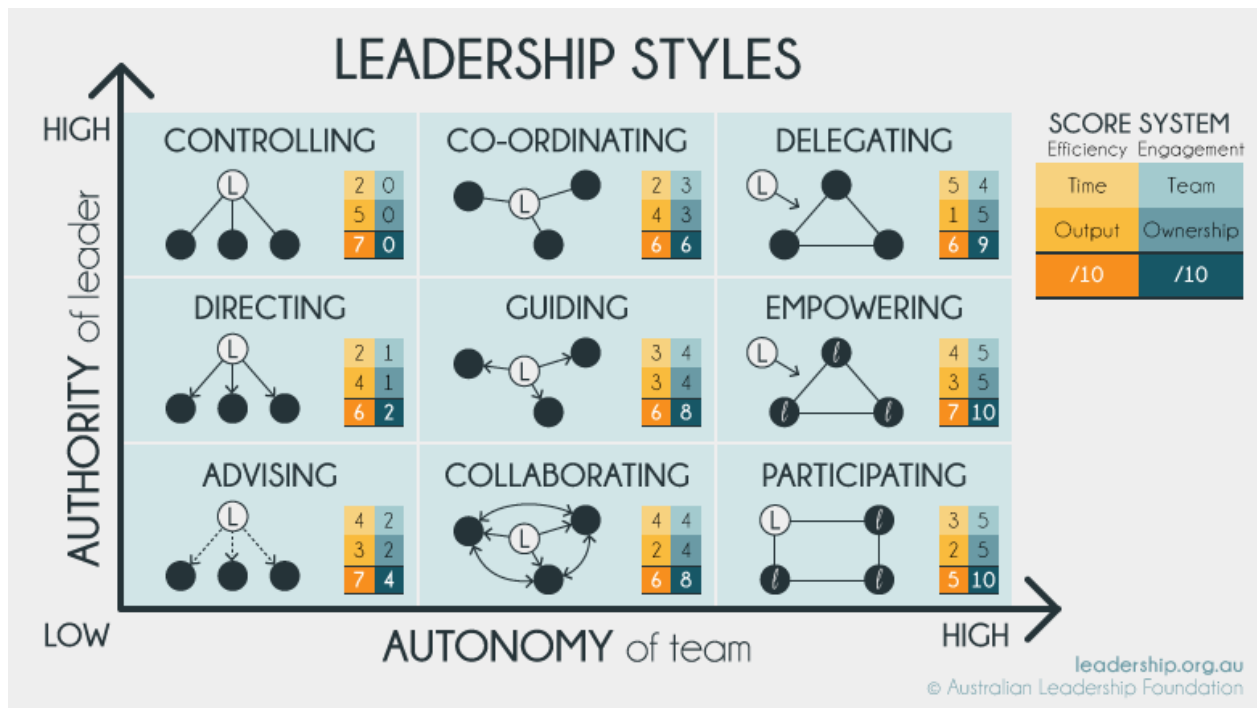 LEADERSHIP STYLES
HIGH
AUTHORITY of leader
LOW
CONTROLLING
L
2 0
5 0
7 0
CO-ORDINATING
L
2 3
4 3
6 6
DELEGATING
L
5 4
1 5
6 9
DIRECTING
L
2 1
4 1
6 2
GUIDING
L
3 4
3 4
6 8
EMPOWERING
L
ℓ
ℓ ℓ
4 5
3 5
7 10
ADVISING
L
4 2
3 2
7 4
COLLABORATING
L
4 4
2 4
6 8
PARTICIPATING
L ℓ
ℓ ℓ
3 5
2 5
5 10
AUTONOMY of team
HIGH
SCORE SYSTEM
Efficiency Engagement
Time Team
Output Ownership
/10 /10
leadership.org.au
© Australian Leadership Foundation